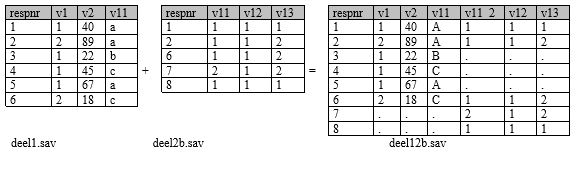 respnr v1 v2 v11
1 1 40 a
2 2 89 a
3 1 22 b
4 1 45 c
5 1 67 a
6 2 18 c
+
respnr v11 v12 v13
1 1 1 1
2 1 1 2
6 1 1 2
7 2 1 2
8 1 1 1
=
respnr v1 v2 v11 v11_2 v12 v13
1 1 40 A 1 1 1
2 2 89 A 1 1 2
3 1 22 B . . .
4 1 45 C . . .
5 1 67 A . . .
6 2 18 C 1 1 2
7 . . . 2 1 2
8 . . . 1 1 1
deel1.sav deel2b.sav deel12b.sav